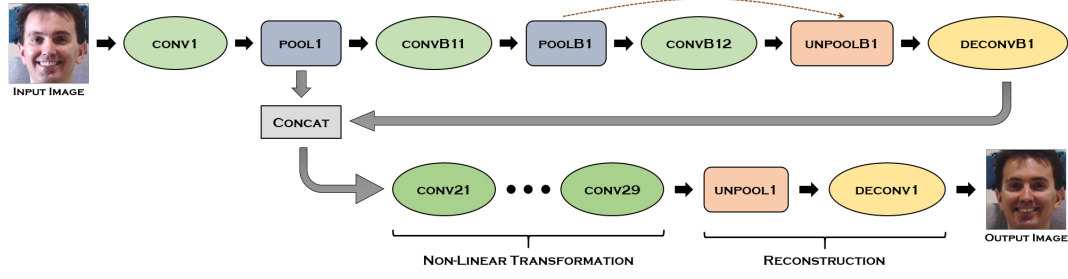 CONV1
POOL1
CONVB11
POOLB1
CONVB12
UNPOOLB1
DECONVB1
INPUT IMAGE
CONCAT
CONV21
CONV29
UNPOOL1
DECONV1
OUTPUT IMAGE
NON-LINEAR TRANSFORMATION
RECONSTRUCTION